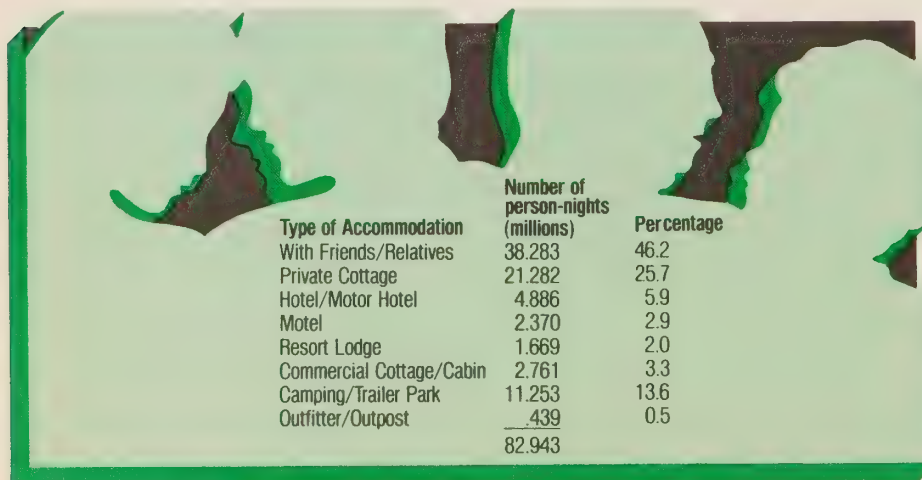 Type of Accommodation Number of person-nights (millions) Percentage
With Friends/Relatives 38.283 46.2
Private Cottage 21.282 25.7
Hotel/Motor Hotel 4.886 5.9
Motel 2.370 2.9
Resort Lodge 1.669 2.0
Commercial Cottage/Cabin 2.761 3.3
Camping/Trailer Park 11.253 13.6
Outfitter/Outpost .439 0.5
82.943